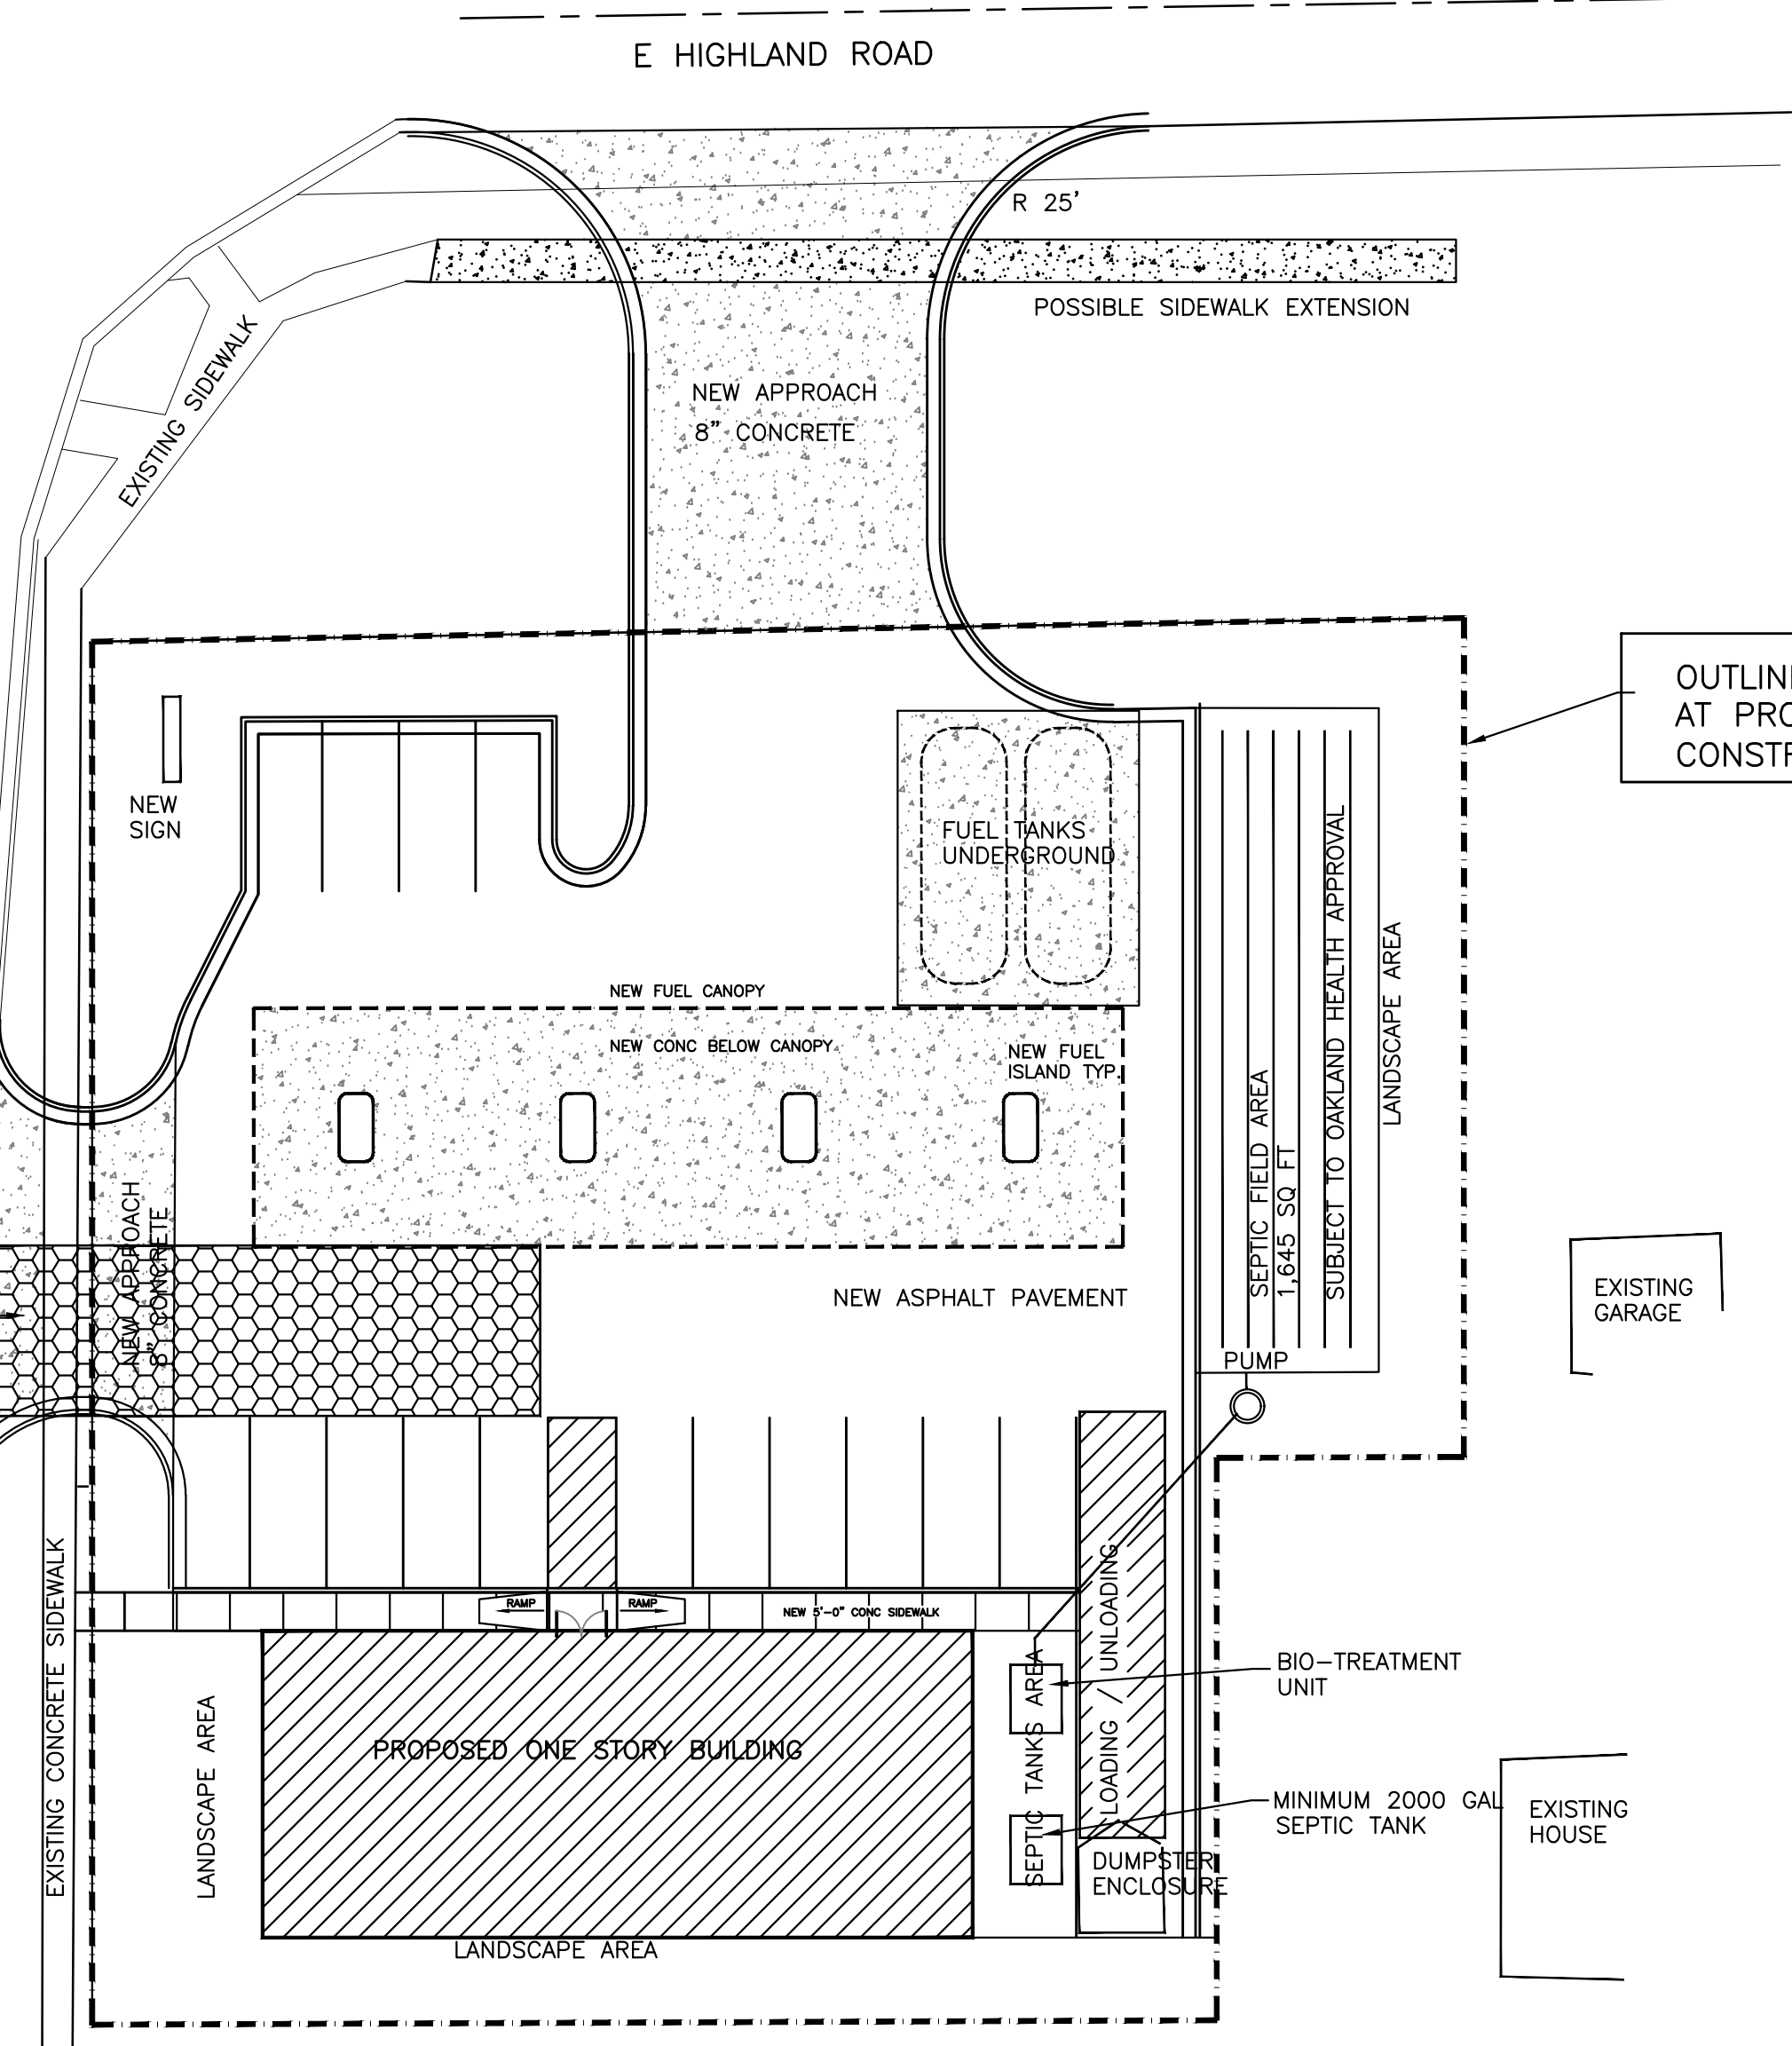 E HIGHLAND ROAD
R 25'
POSSIBLE SIDEWALK EXTENSION
EXISTING SIDEWALK
NEW APPROACH
8" CONCRETE
OUTLIN
AT PRO
CONST
NEW
SIGN
FUEL TANKS
UNDERGROUND
NEW FUEL CANOPY
NEW CONC BELOW CANOPY
NEW FUEL
ISLAND TYP.
SEPTIC FIELD AREA
1,645 SQ FT
SUBJECT TO OAKLAND HEALTH APPROVAL
LANDSCAPE AREA
NEW APPROACH
8" CONCRETE
NEW ASPHALT PAVEMENT
EXISTING
GARAGE
PUMP
EXISTING CONCRETE SIDEWALK
RAMP
RAMP
NEW 5'-0" CONC SIDEWALK
LOADING / UNLOADING
SEPTIC TANKS AREA
BIO-TREATMENT
UNIT
LANDSCAPE AREA
PROPOSED ONE STORY BUILDING
MINIMUM 2000 GAL
SEPTIC TANK
EXISTING
HOUSE
DUMPSTER
ENCLOSURE
LANDSCAPE AREA